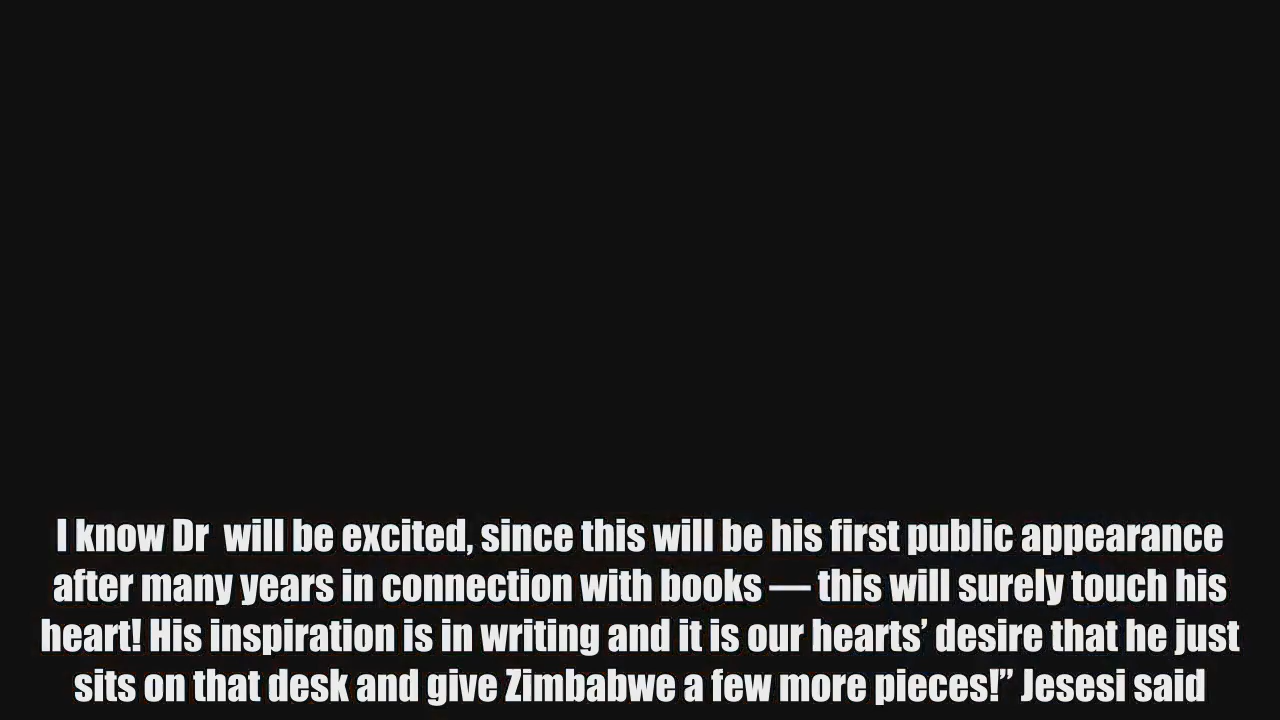 I know Dr  will be excited, since this will be his first public appearance
after many years in connection with books — this will surely touch his
heart! His inspiration is in writing and it is our hearts’ desire that he just
sits on that desk and give Zimbabwe a few more pieces!” Jesesi said